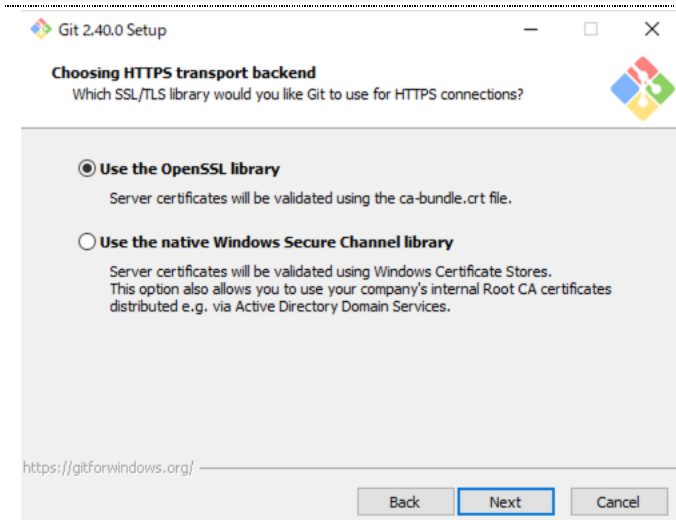 Git 2.40.0 Setup
Choosing HTTPS transport backend
Which SSL/TLS library would you like Git to use for HTTPS connections?
Use the OpenSSL library
Server certificates will be validated using the ca-bundle.crt file.
Use the native Windows Secure Channel library
Server certificates will be validated using Windows Certificate Stores.
This option also allows you to use your company's internal Root CA certificates
distributed e.g. via Active Directory Domain Services.
https://gitforwindows.org/
Back Next Cancel